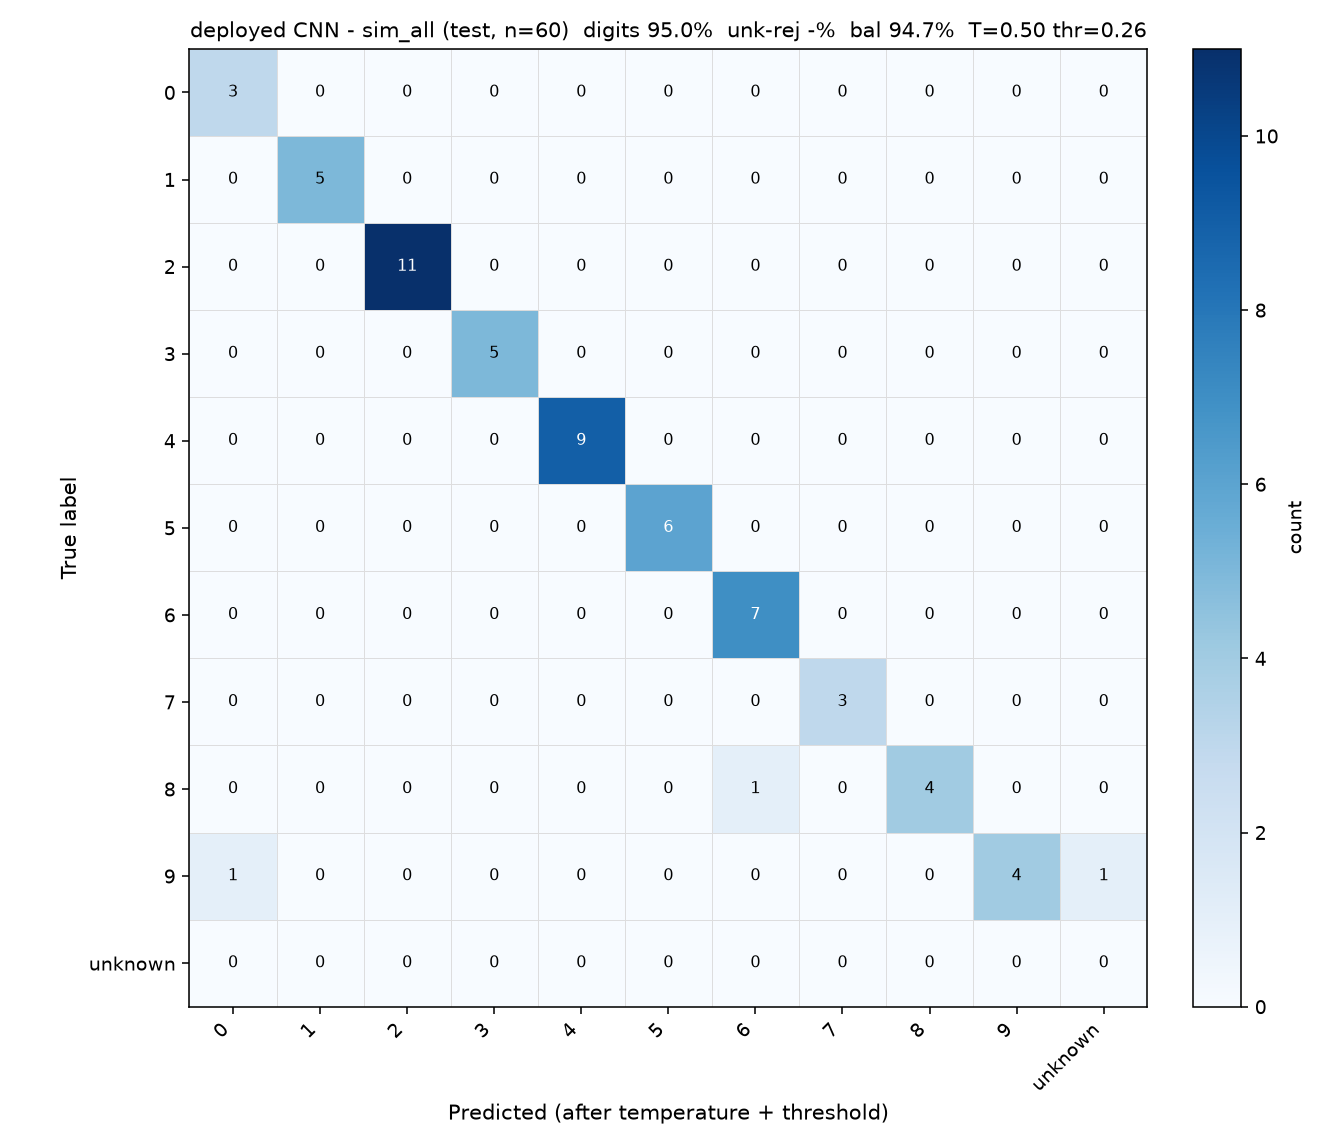 deployed CNN - sim_all (test, n=60)  digits 95.0%  unk-rej -%  bal 94.7%  T=0.50 thr=0.26
0 3 0 0 0 0 0 0 0 0 0 0
1 0 5 0 0 0 0 0 0 0 0 0
2 0 0 11 0 0 0 0 0 0 0 0
3 0 0 0 5 0 0 0 0 0 0 0
4 0 0 0 0 9 0 0 0 0 0 0
5 0 0 0 0 0 6 0 0 0 0 0
6 0 0 0 0 0 0 7 0 0 0 0
7 0 0 0 0 0 0 0 3 0 0 0
8 0 0 0 0 0 0 1 0 4 0 0
9 1 0 0 0 0 0 0 0 0 4 1
unknown 0 0 0 0 0 0 0 0 0 0 0
0 1 2 3 4 5 6 7 8 9 unknown
Predicted (after temperature + threshold)
True label
10
8
6
4
2
0
count